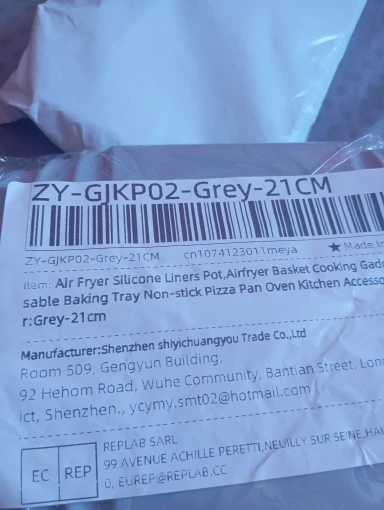 ZY-GJKP02-Grey-21CM
ZY-GJKP02-Grey-21CM cn1074123011meya ★ Made in
Item: Air Fryer Silicone Liners Pot,Airfryer Basket Cooking Gad
sable Baking Tray Non-stick Pizza Pan Oven Kitchen Accesso
r:Grey-21cm
Manufacturer:Shenzhen shiyichuangyou Trade Co.,Ltd
Room 509, Gengyun Building,
92 Hehom Road, Wuhe Community, Bantian Street, Long
ict, Shenzhen., ycymy.smt02@hotmail.com
EC REP
REPLAB SARL
99 AVENUE ACHILLE PERETTI,NEUILLY SUR SEINE,HAU
0, EUREP@REPLAB.CC